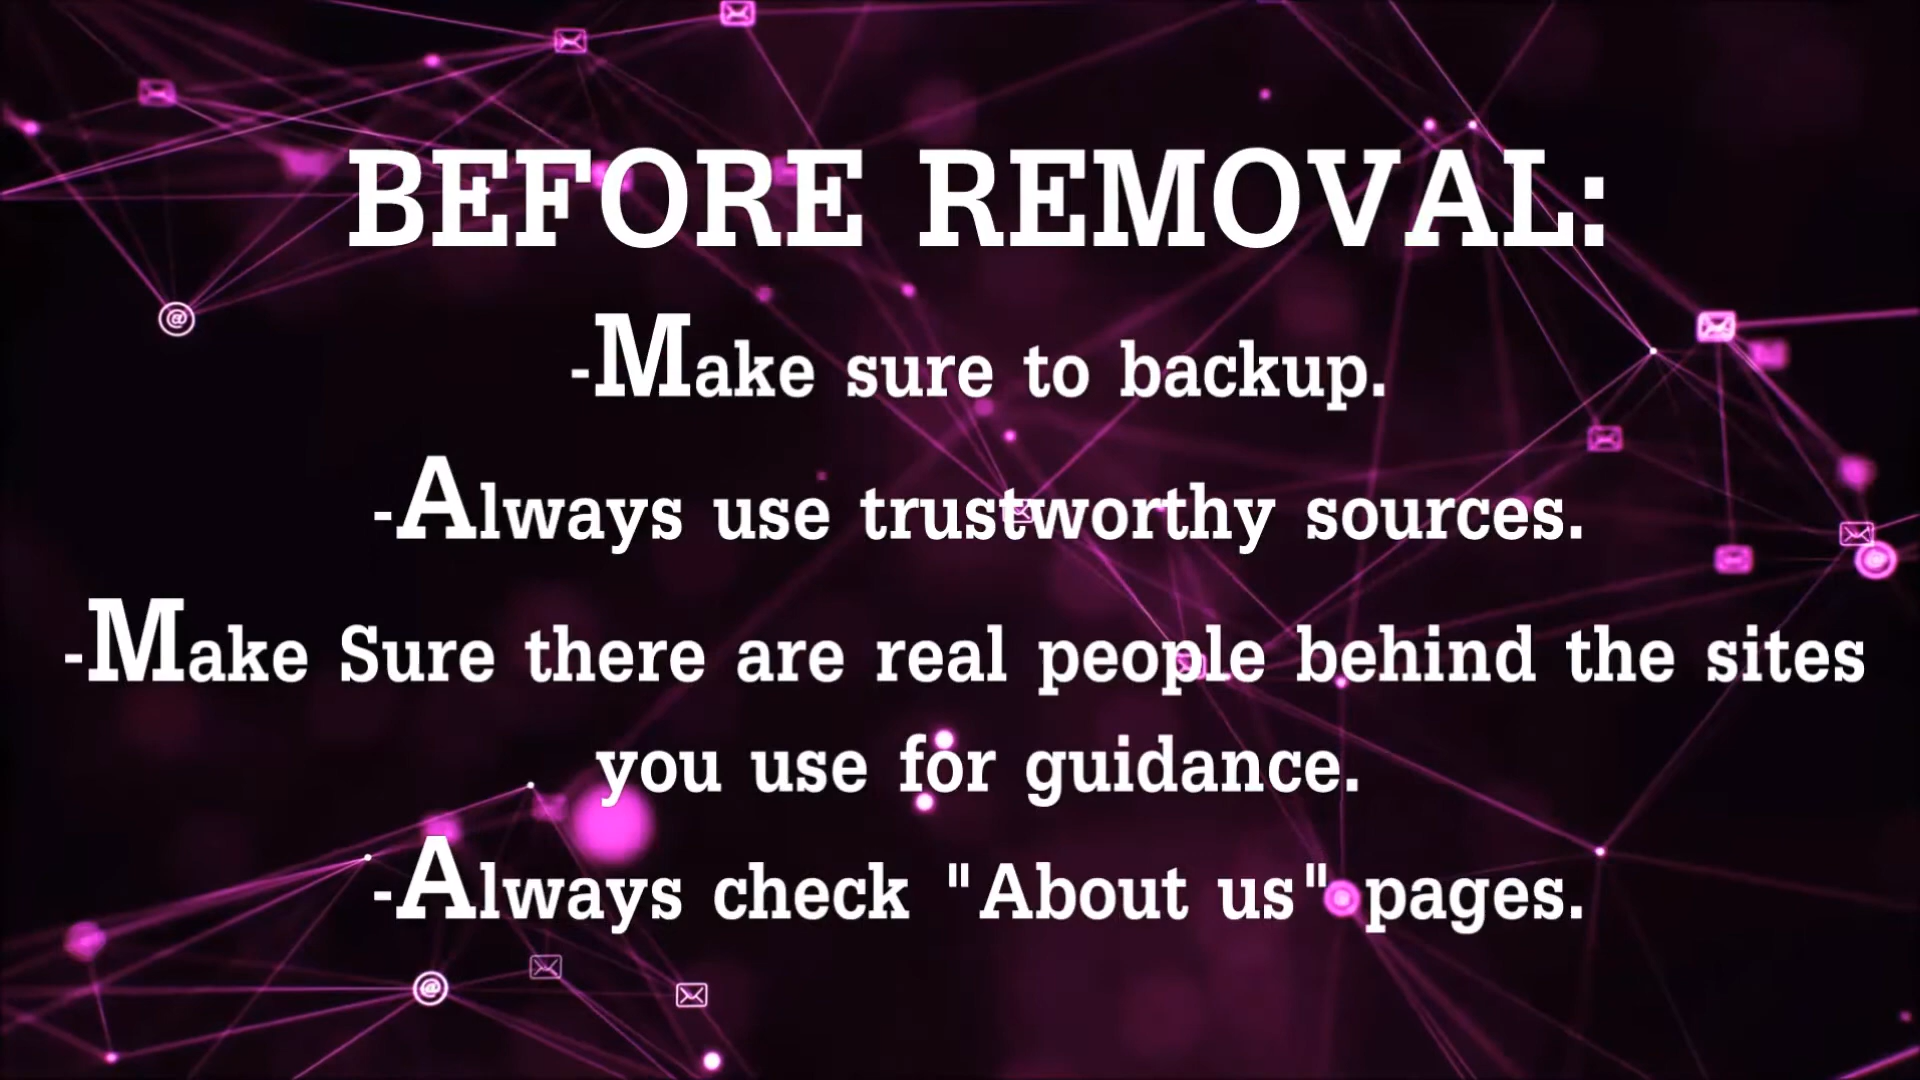 BEFORE REMOVAL:
-Make sure to backup.
-Always use trustworthy sources.
-Make Sure there are real people behind the sites
you use for guidance.
-Always check "About us" pages.